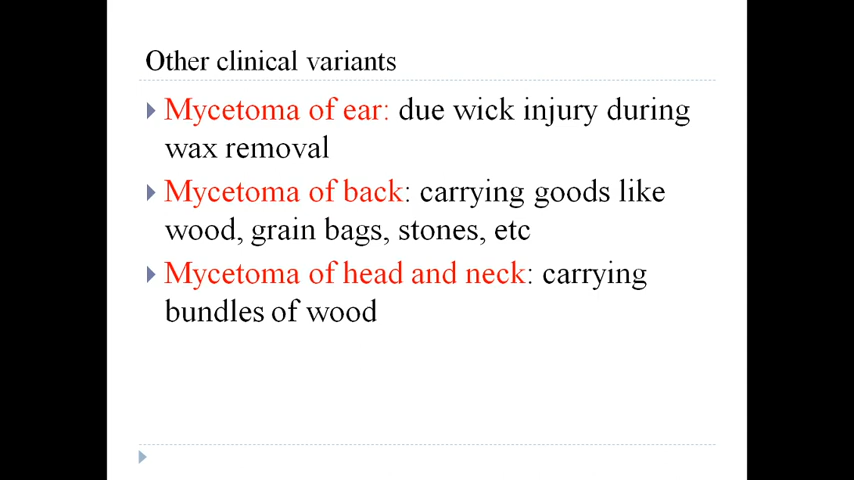 Other clinical variants
Mycetoma of ear: due wick injury during
wax removal
Mycetoma of back: carrying goods like
wood, grain bags, stones, etc
Mycetoma of head and neck: carrying
bundles of wood